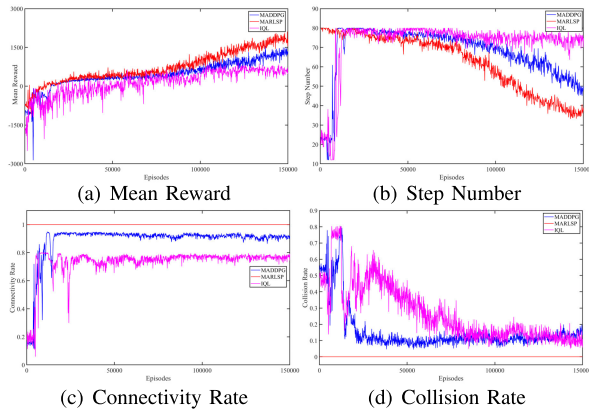 3000
1500
0
-1500
-3000
Mean Reward
MADDPG
MARLSP
IQL
0
50000
100000
150000
Episodes
(a) Mean Reward
90
80
70
60
50
40
30
20
10
Step Number
MADDPG
MARLSP
IQL
0
50000
100000
15000
Episodes
(b) Step Number
1
0.8
0.6
0.4
0.2
0
Connectivity Rate
MADDPG
MARLSP
IQL
0
50000
100000
150000
Episodes
(c) Connectivity Rate
0.9
0.8
0.7
0.6
0.5
0.4
0.3
0.2
0.1
0
Collision Rate
MADDPG
MARLSP
IQL
0
50000
100000
15000
Episodes
(d) Collision Rate